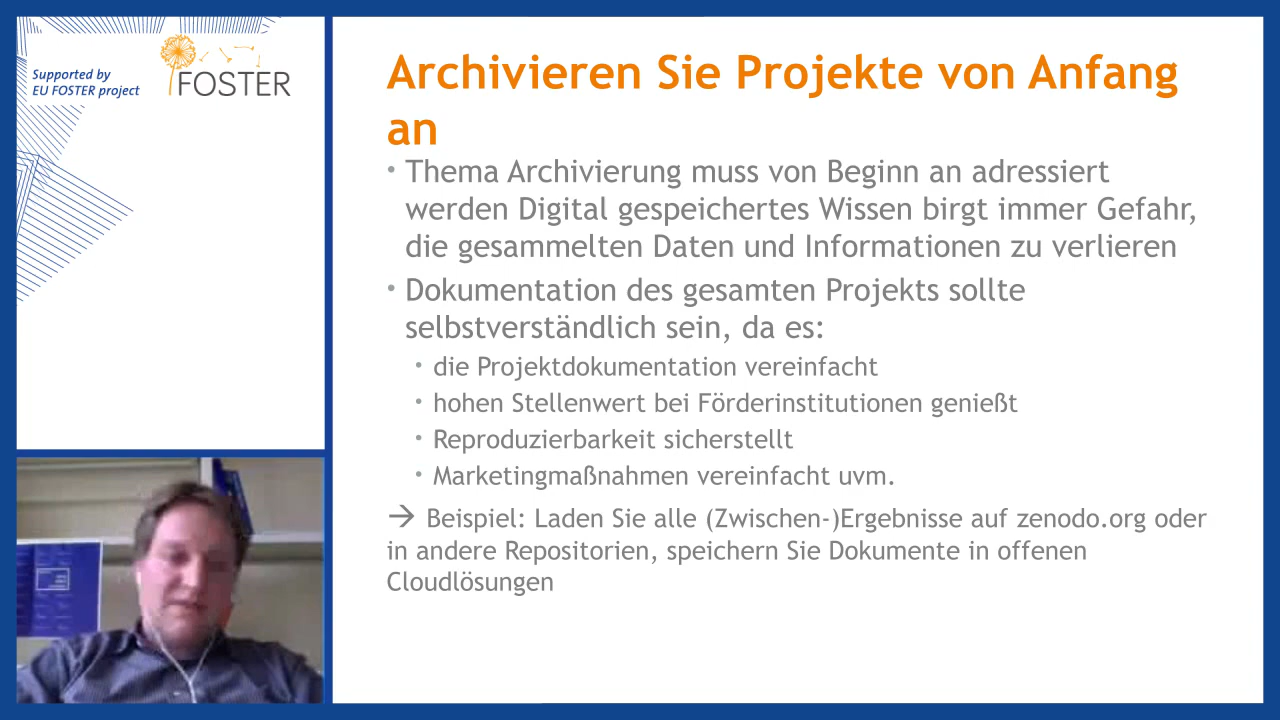 Supported by
EU FOSTER project
FOSTER
Archivieren Sie Projekte von Anfang
an
• Thema Archivierung muss von Beginn an adressiert
werden Digital gespeichertes Wissen birgt immer Gefahr,
die gesammelten Daten und Informationen zu verlieren
• Dokumentation des gesamten Projekts sollte
selbstverständlich sein, da es:
• die Projektdokumentation vereinfacht
• hohen Stellenwert bei Förderinstitutionen genießt
• Reproduzierbarkeit sicherstellt
• Marketingmaßnahmen vereinfacht uvm.
→ Beispiel: Laden Sie alle (Zwischen-)Ergebnisse auf zenodo.org oder
in andere Repositorien, speichern Sie Dokumente in offenen
Cloudlösungen